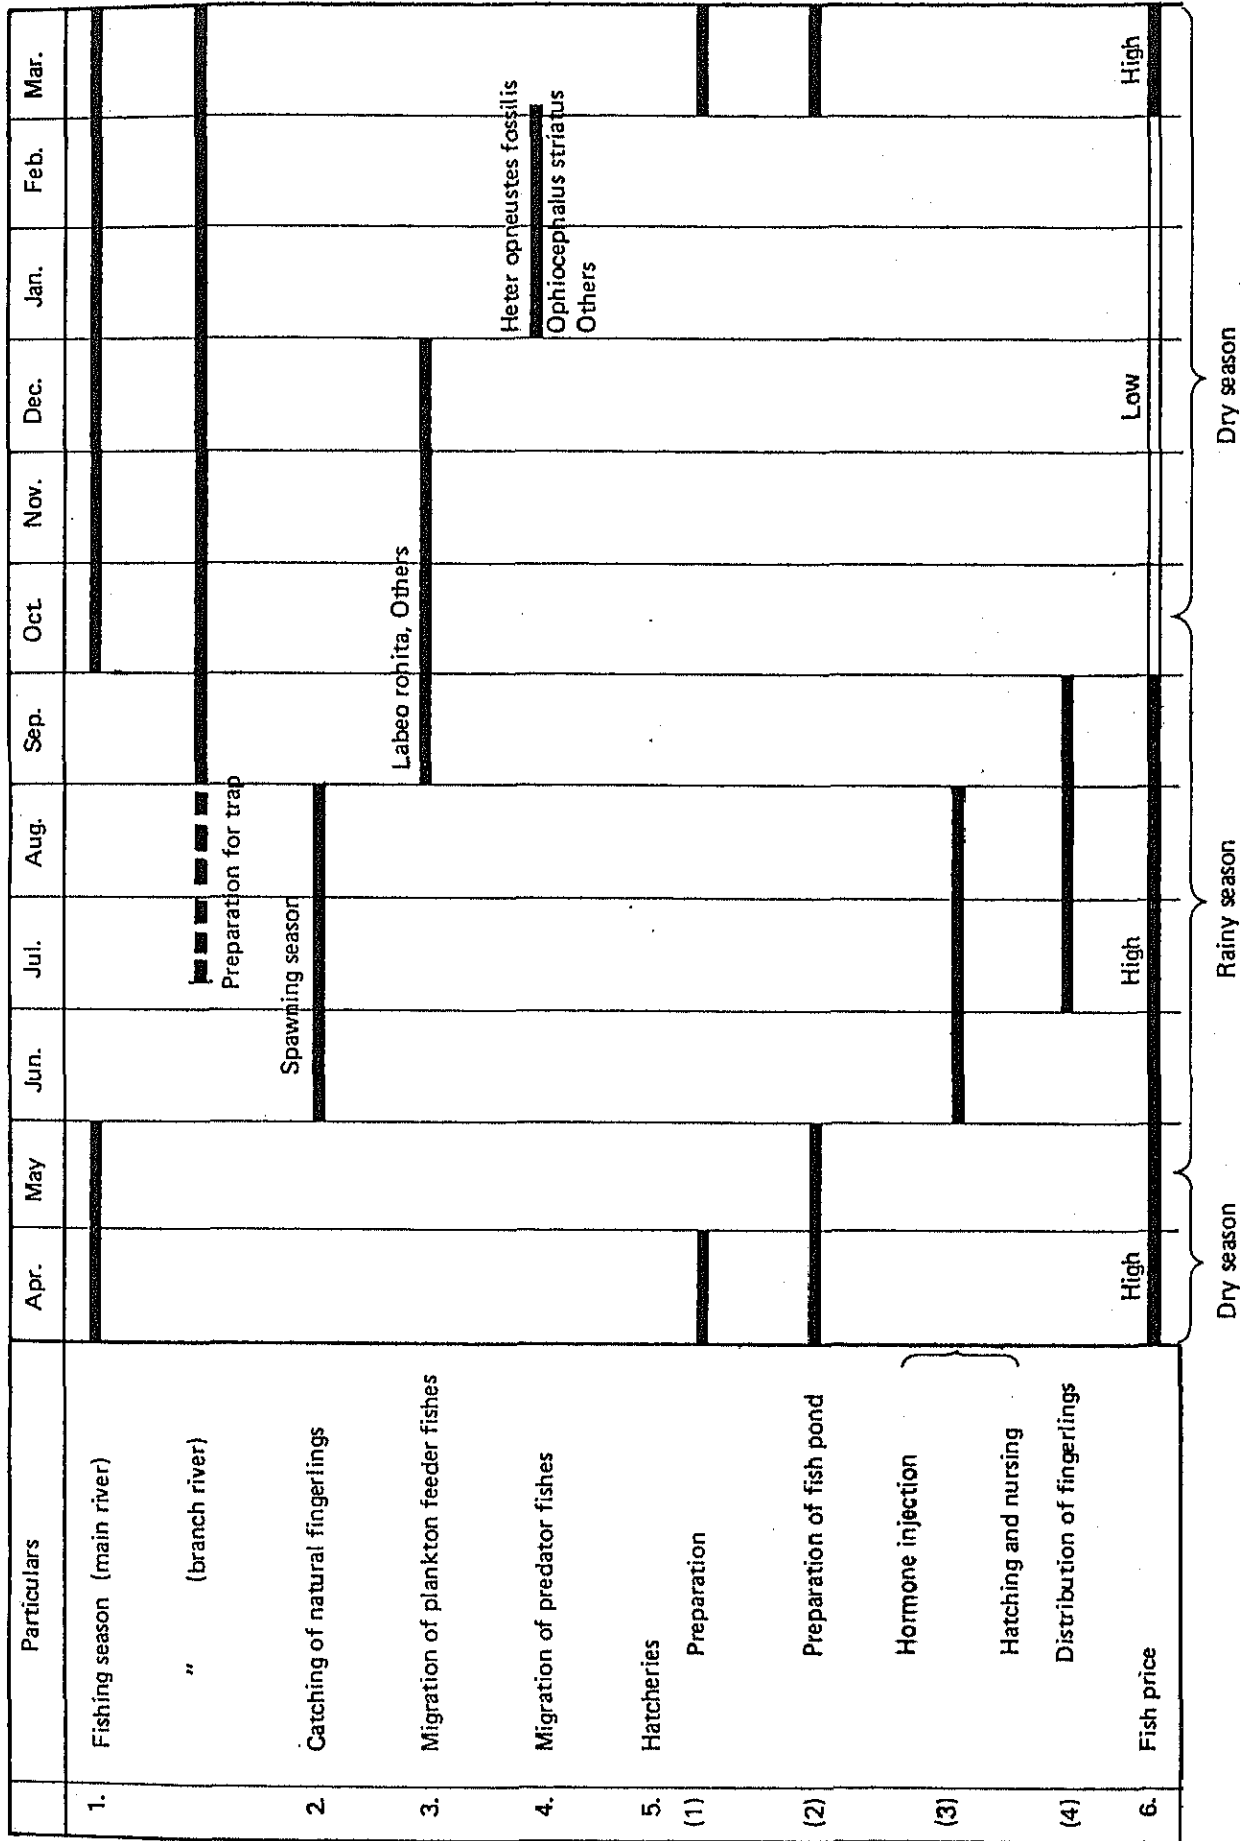 Particulars Apr. May Jun. Jul. Aug. Sep. Oct. Nov. Dec. Jan. Feb. Mar.
1. Fishing season (main river)
" (branch river)
Preparation for trap
Spawning season
2. Catching of natural fingerlings
Labeo ronita, Others
3. Migration of plankton feeder fishes
Heter opneustes fossilis
4. Migration of predator fishes
Ophiocephalus striatus
Others
5. Hatcheries
(1) Preparation
(2) Preparation of fish pond
Hormone injection
(3)
Hatching and nursing
(4) Distribution of fingerlings
High High Low High
6. Fish price
Dry season Rainy season Dry season